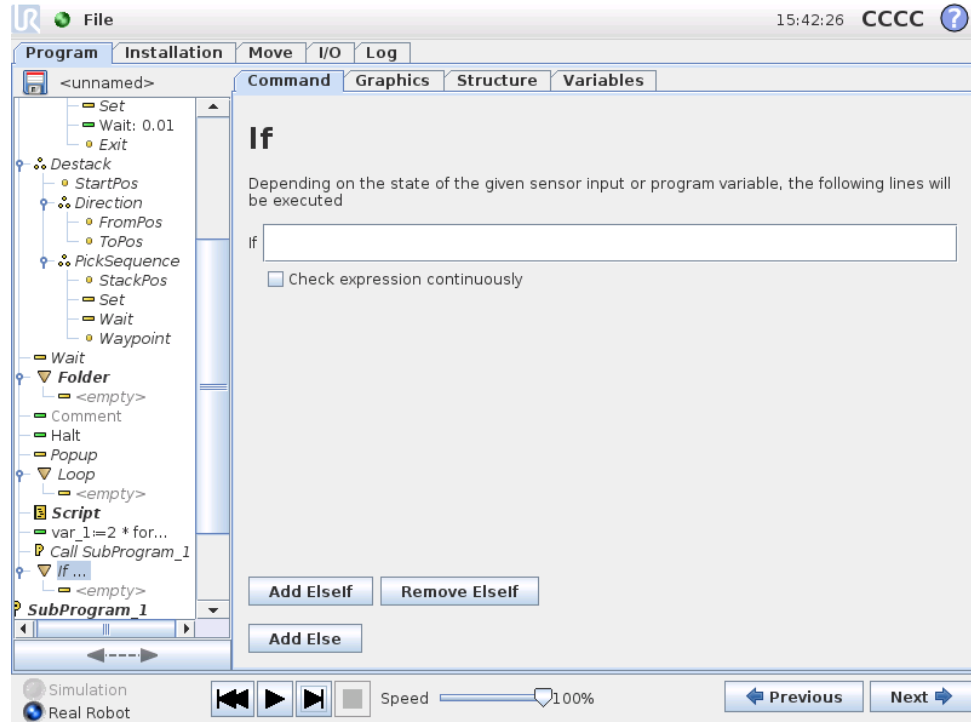 UR File 15:42:26 CCCC ?
Program Installation Move I/O Log
<unnamed>
Command Graphics Structure Variables
Set
Wait: 0.01
Exit
Destack
StartPos
Direction
FromPos
ToPos
PickSequence
StackPos
Set
Wait
Waypoint
Wait
Folder
<empty>
Comment
Halt
Popup
Loop
<empty>
Script
var_1:=2 * for...
Call SubProgram_1
If ...
<empty>
SubProgram_1
If
Depending on the state of the given sensor input or program variable, the following lines will
be executed
If
Check expression continuously
Add ElseIf Remove ElseIf
Add Else
Simulation
Real Robot
Speed 100%
Previous Next